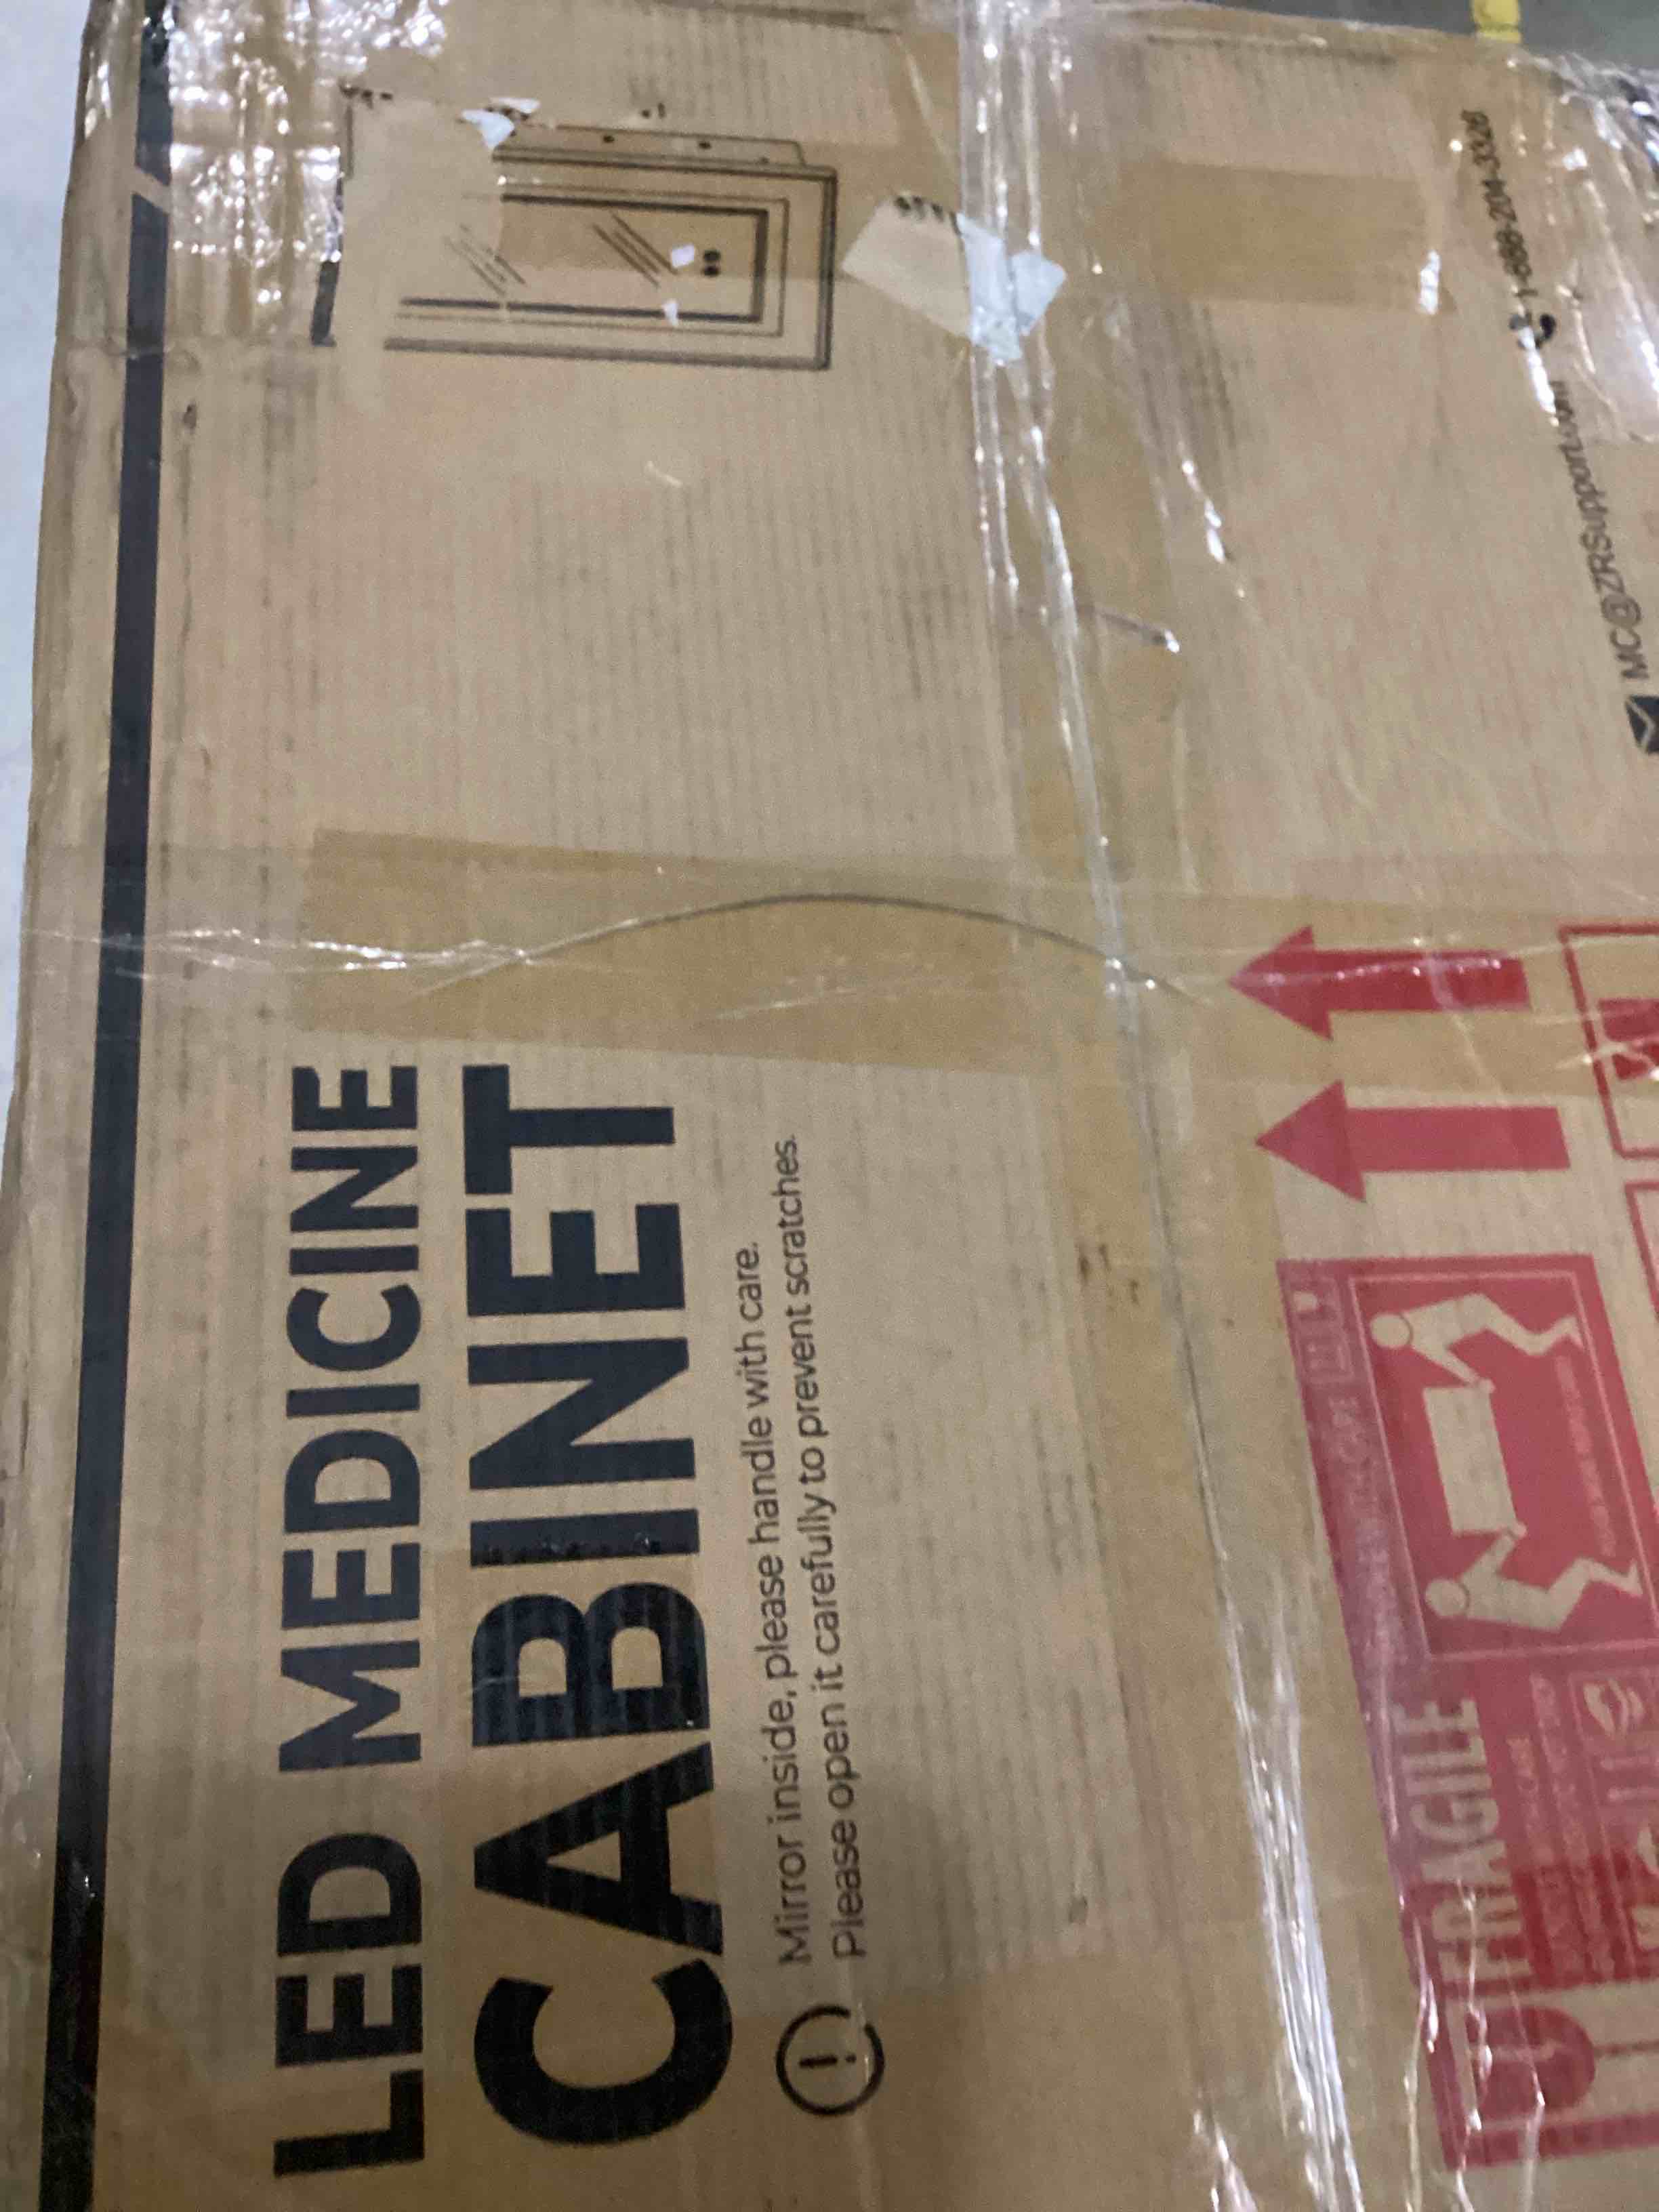 LED MEDICINE
CABINET
Mirror inside, please handle with care.
Please open it carefully to prevent scratches.
MC@ZRSupport.com
1-888-204-3326
FRAGILE